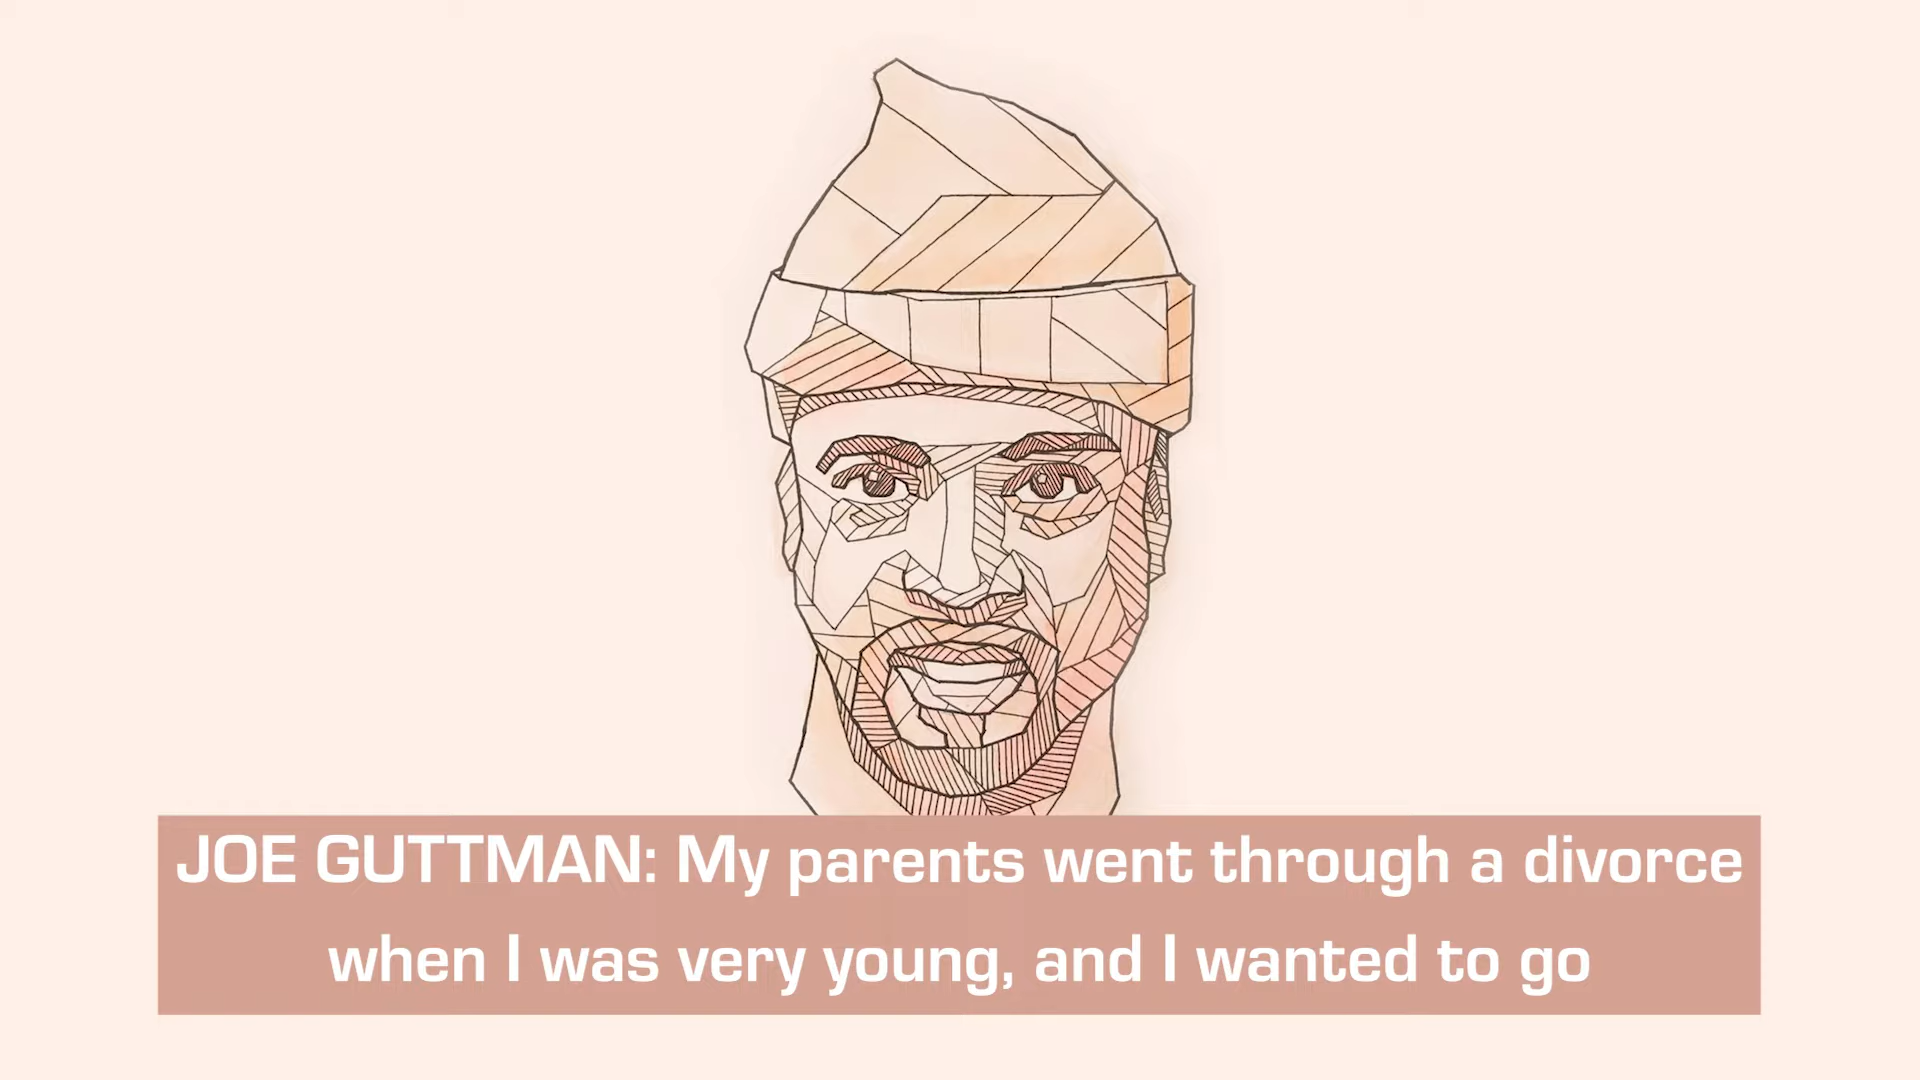 JOE GUTTMAN: My parents went through a divorce
when I was very young, and I wanted to go